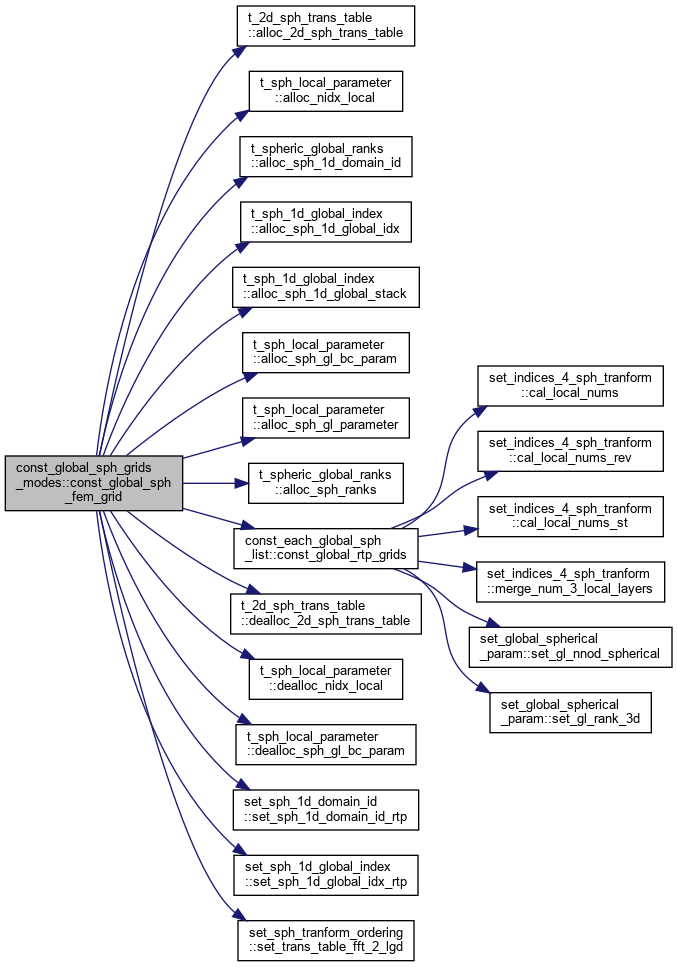 t_2d_sph_trans_table
::alloc_2d_sph_trans_table
t_sph_local_parameter
::alloc_nidx_local
t_spheric_global_ranks
::alloc_sph_1d_domain_id
t_sph_1d_global_index
::alloc_sph_1d_global_idx
t_sph_1d_global_index
::alloc_sph_1d_global_stack
t_sph_local_parameter
::alloc_sph_gl_bc_param
t_sph_local_parameter
::alloc_sph_gl_parameter
const_global_sph_grids
_modes::const_global_sph
_fem_grid
t_spheric_global_ranks
::alloc_sph_ranks
const_each_global_sph
_list::const_global_rtp_grids
t_2d_sph_trans_table
::dealloc_2d_sph_trans_table
t_sph_local_parameter
::dealloc_nidx_local
t_sph_local_parameter
::dealloc_sph_gl_bc_param
set_sph_1d_domain_id
::set_sph_1d_domain_id_rtp
set_sph_1d_global_index
::set_sph_1d_global_idx_rtp
set_sph_tranform_ordering
::set_trans_table_fft_2_lgd
set_indices_4_sph_tranform
::cal_local_nums
set_indices_4_sph_tranform
::cal_local_nums_rev
set_indices_4_sph_tranform
::cal_local_nums_st
set_indices_4_sph_tranform
::merge_num_3_local_layers
set_global_spherical
_param::set_gl_nnod_spherical
set_global_spherical
_param::set_gl_rank_3d